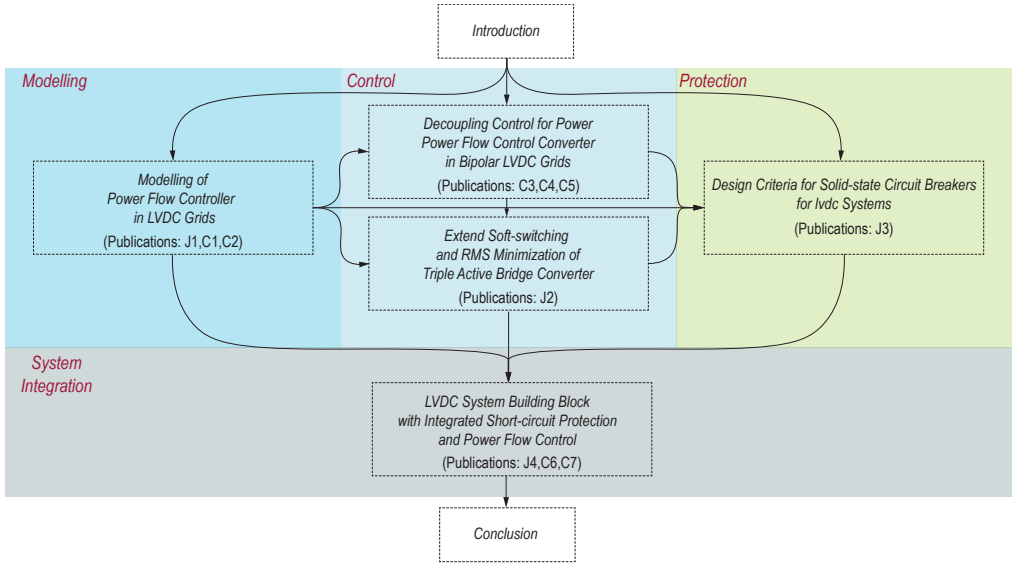 Introduction
Modelling
Control
Protection
Decoupling Control for Power
Power Flow Control Converter
in Bipolar LVDC Grids
(Publications: C3,C4,C5)
Modelling of
Power Flow Controller
in LVDC Grids
(Publications: J1,C1,C2)
Design Criteria for Solid-state Circuit Breakers
for lvdc Systems
(Publications: J3)
Extend Soft-switching
and RMS Minimization of
Triple Active Bridge Converter
(Publications: J2)
System
Integration
LVDC System Building Block
with Integrated Short-circuit Protection
and Power Flow Control
(Publications: J4,C6,C7)
Conclusion